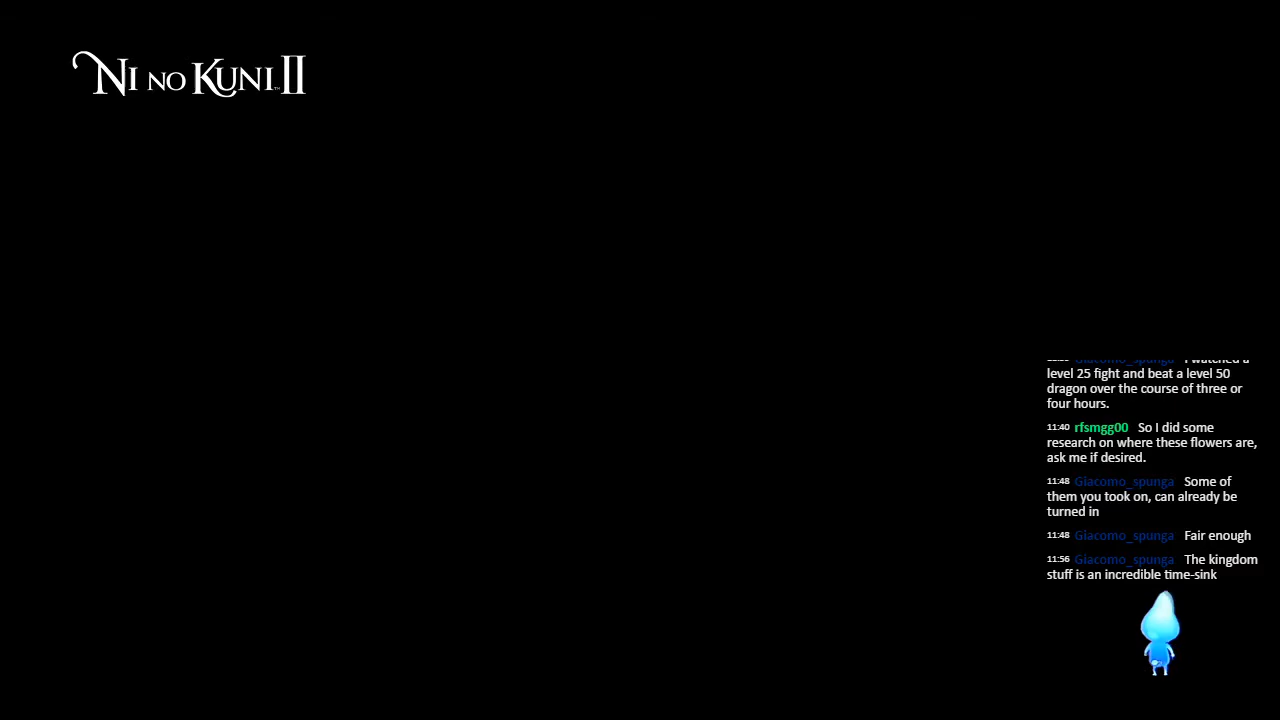 NI NO KUNI II
Giacomo_spunga I watched a
level 25 fight and beat a level 50
dragon over the course of three or
four hours.
11:40 rfsmgg00 So I did some
research on where these flowers are,
ask me if desired.
11:48 Giacomo_spunga Some of
them you took on, can already be
turned in
11:48 Giacomo_spunga Fair enough
11:56 Giacomo_spunga The kingdom
stuff is an incredible time-sink